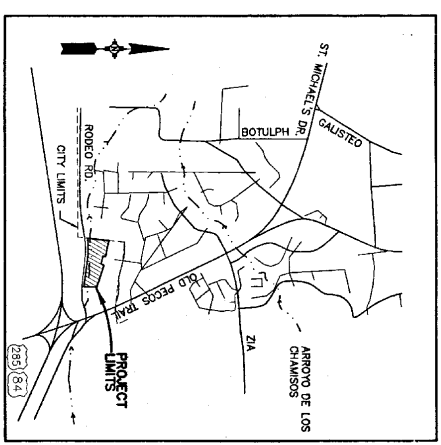 ST. MICHAEL'S DR.
GALISTEO
BOTULPH
RODEO RD.
CITY LIMITS
OLD PECOS TRAIL
ZIA
ARROYO DE LOS
CHAMISOS
PROJECT
LIMITS
285
84